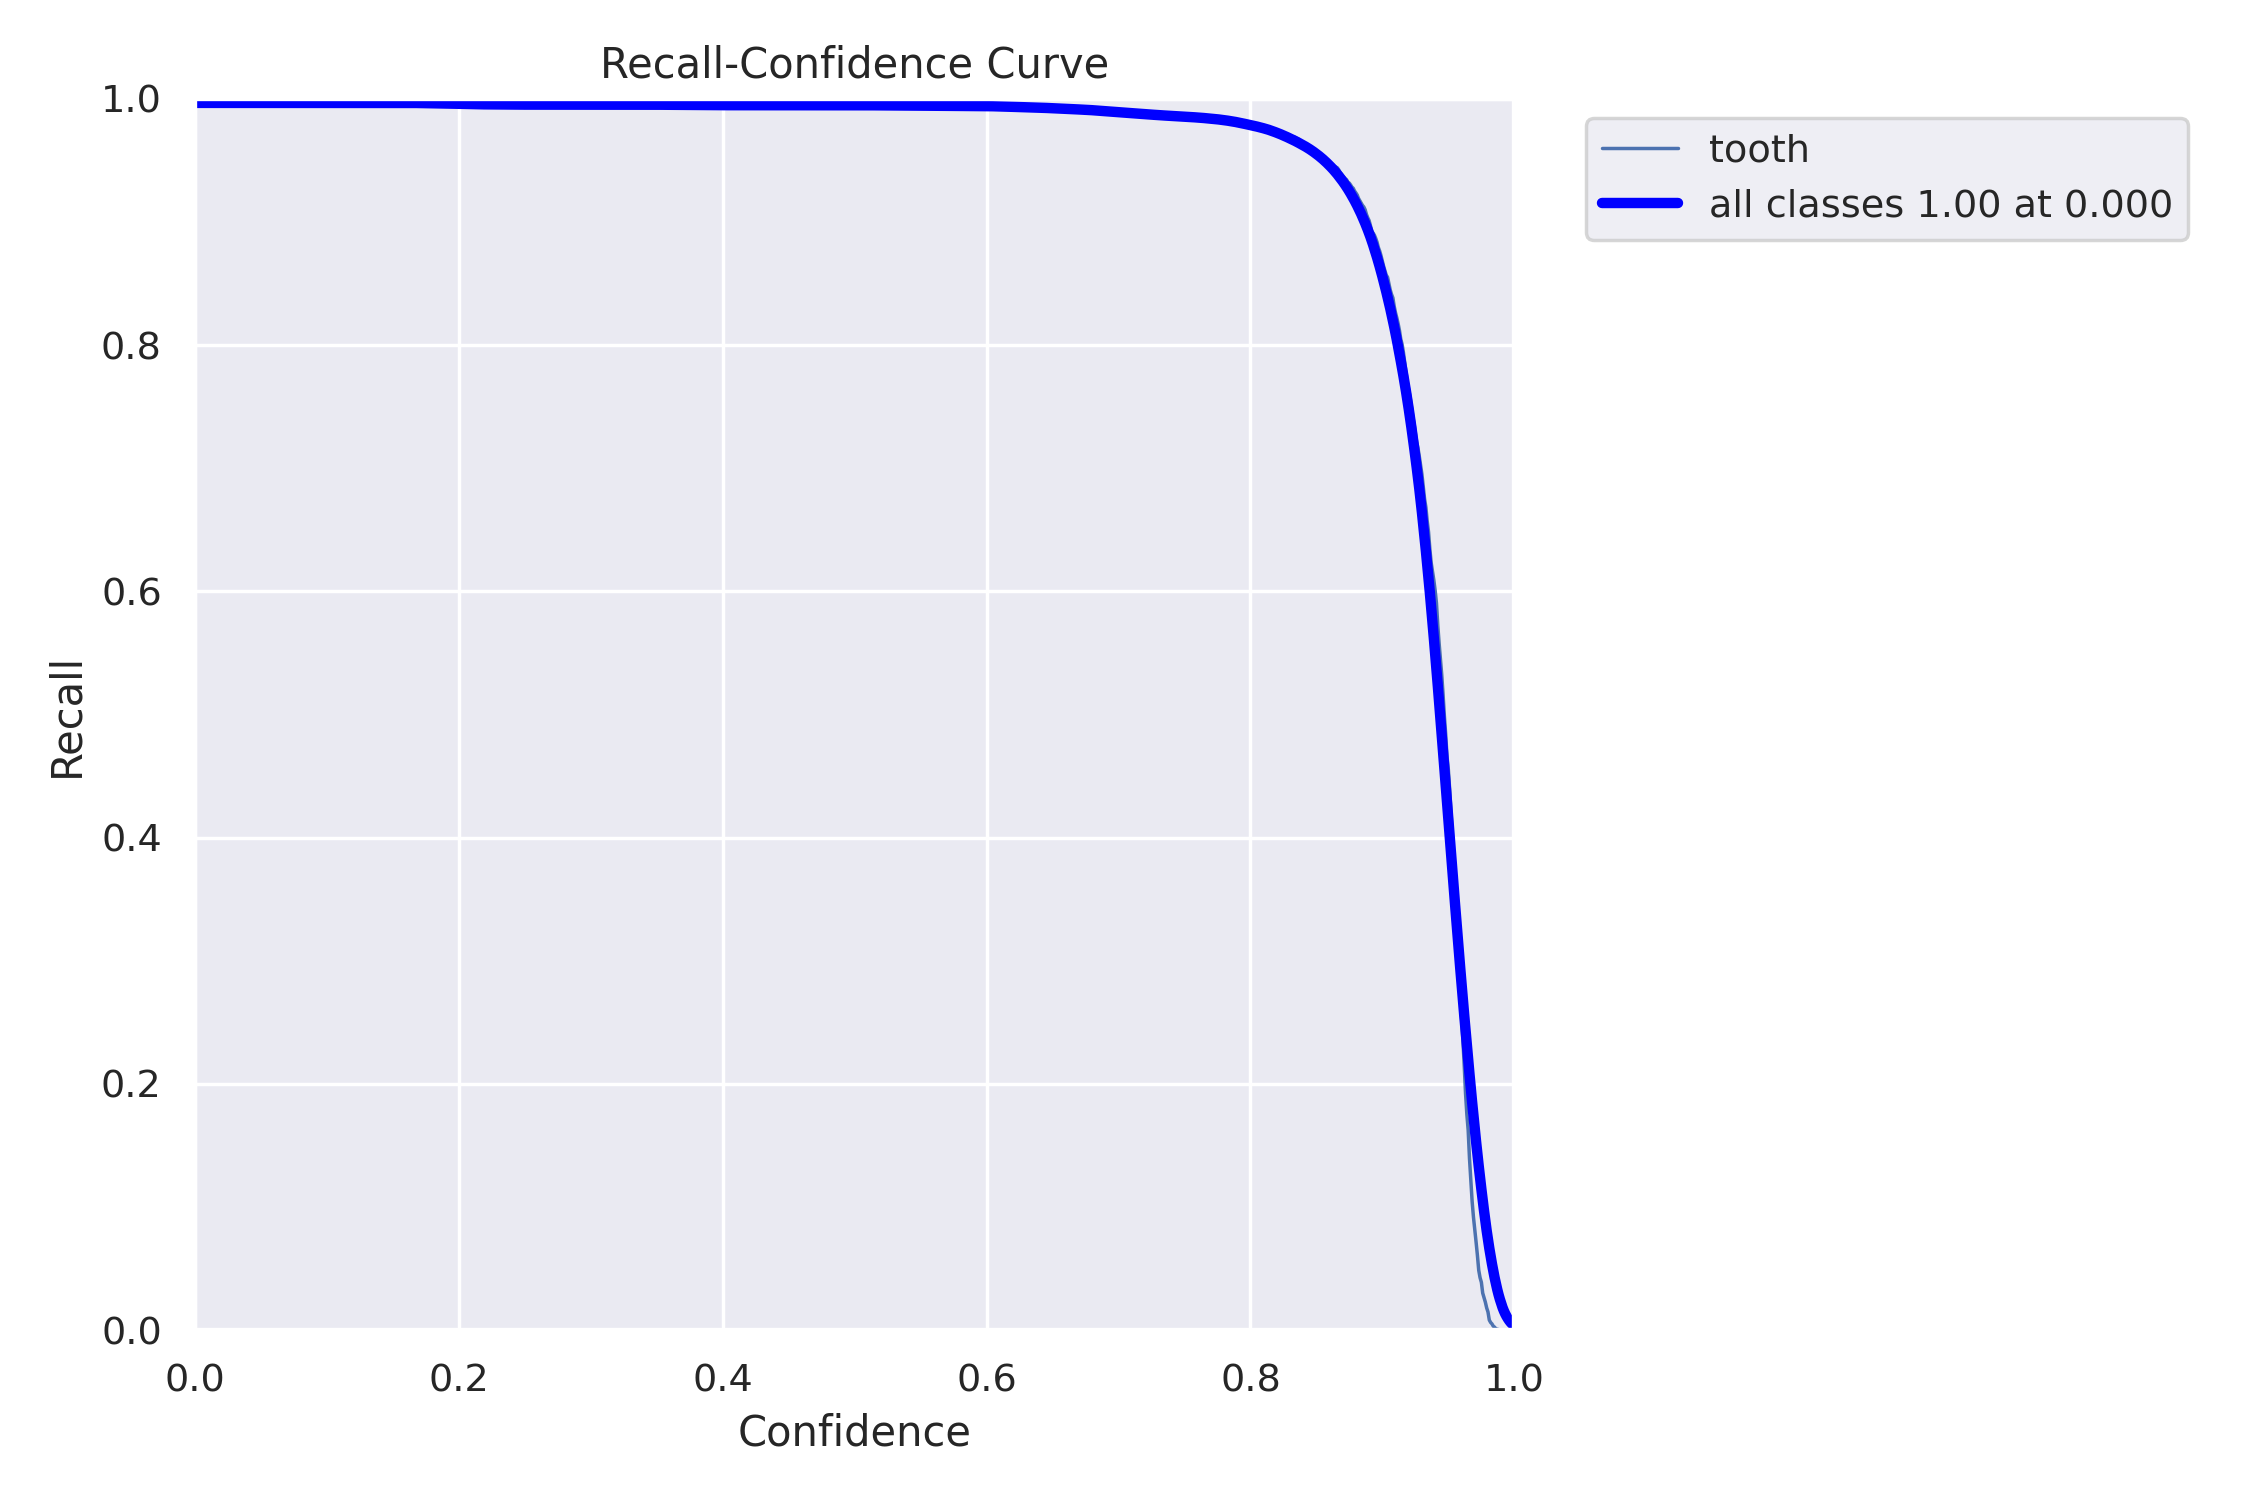 Recall-Confidence Curve
1.0
0.8
0.6
0.4
0.2
0.0
Recall
0.0 0.2 0.4 0.6 0.8 1.0
Confidence
tooth
all classes 1.00 at 0.000